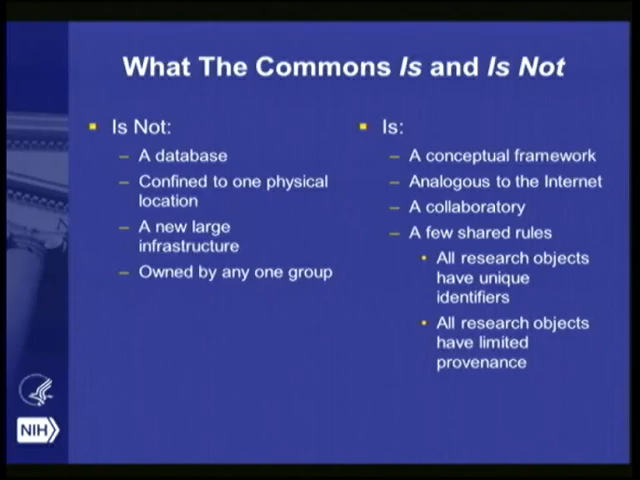 What The Commons Is and Is Not
Is Not:
– A database
– Confined to one physical
location
– A new large
infrastructure
– Owned by any one group
Is:
– A conceptual framework
– Analogous to the Internet
– A collaboratory
– A few shared rules
• All research objects
have unique
identifiers
• All research objects
have limited
provenance
NIH